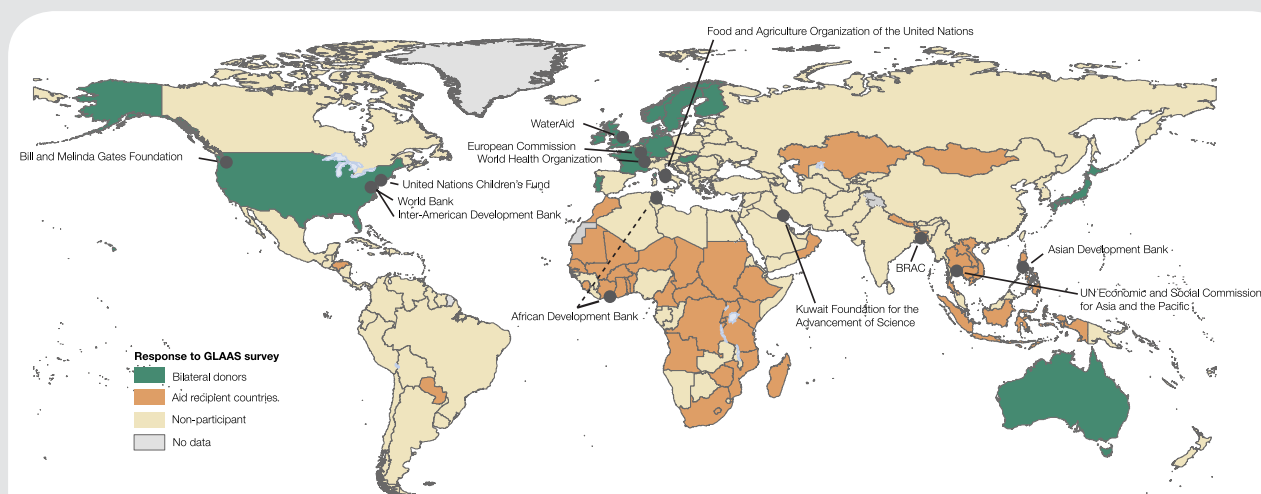 Food and Agriculture Organization of the United Nations
WaterAid
European Commission
World Health Organization
Bill and Melinda Gates Foundation
United Nations Children's Fund
World Bank
Inter-American Development Bank
Asian Development Bank
BRAC
UN Economic and Social Commission
for Asia and the Pacific
Kuwait Foundation for the
Advancement of Science
African Development Bank
Response to GLAAS survey
Bilateral donors
Aid recipient countries.
Non-participant
No data